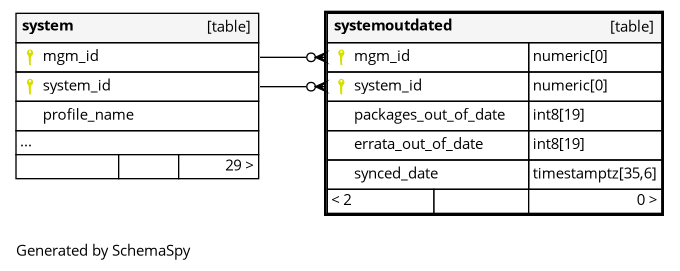 system [table]
mgm_id
system_id
profile_name
...
29 >
systemoutdated [table]
mgm_id numeric[0]
system_id numeric[0]
packages_out_of_date int8[19]
errata_out_of_date int8[19]
synced_date timestamptz[35,6]
< 2 0 >
Generated by SchemaSpy